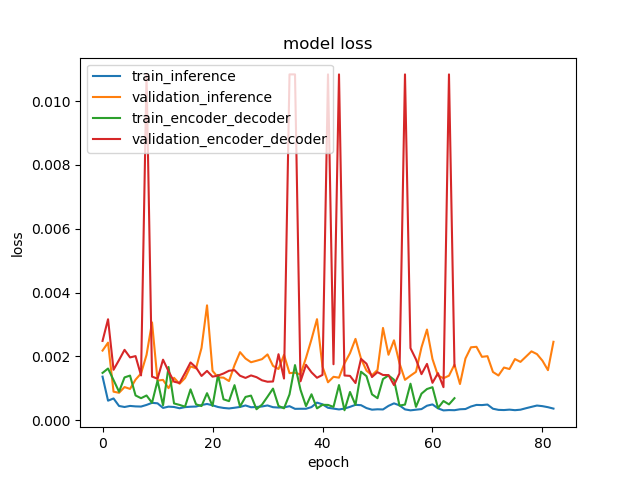 model loss
train_inference
validation_inference
train_encoder_decoder
validation_encoder_decoder
0.010
0.008
0.006
0.004
0.002
0.000
loss
0 20 40 60 80
epoch